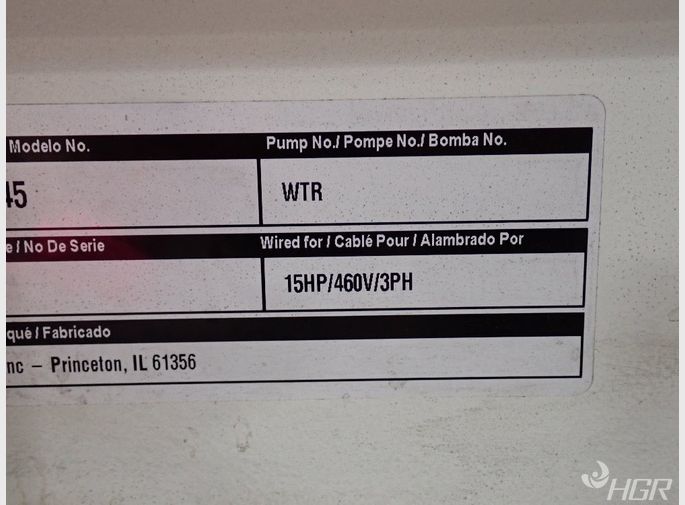 Modelo No. Pump No./ Pompe No./ Bomba No.
45 WTR
e / No De Serie Wired for / Cablé Pour / Alambrado Por
15HP/460V/3PH
qué / Fabricado
nc – Princeton, IL 61356
HGR